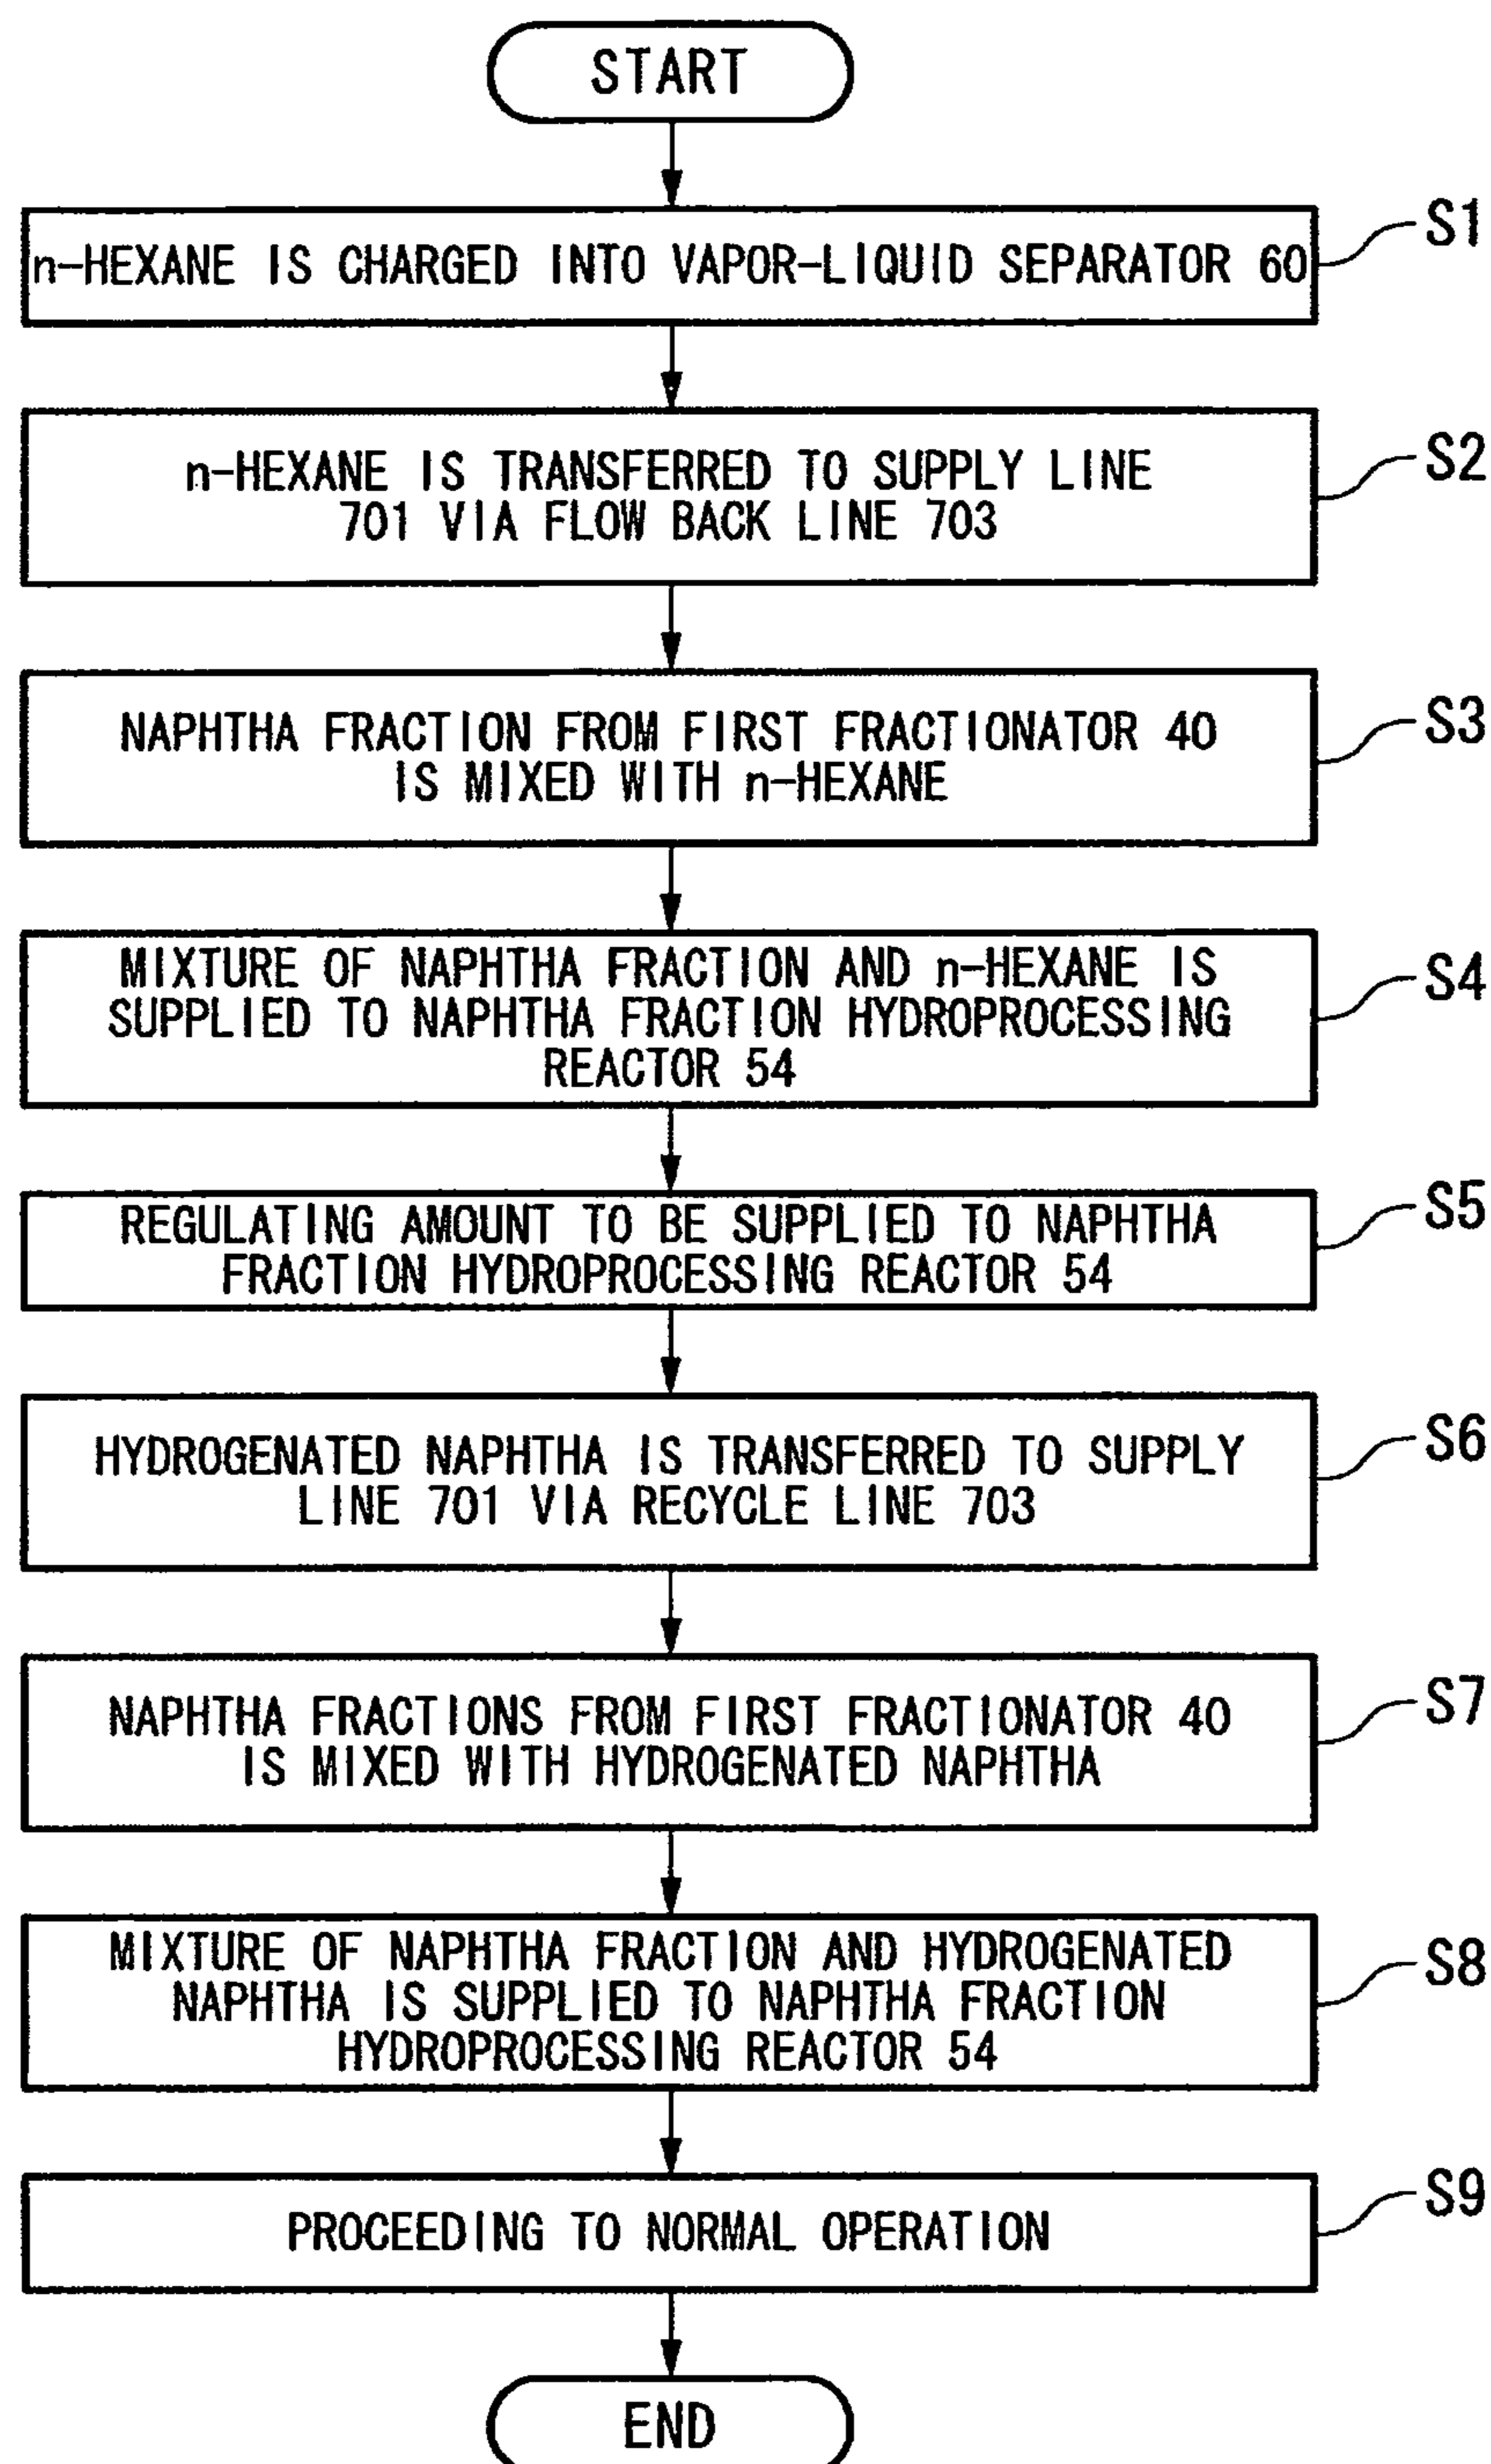 START
n-HEXANE IS CHARGED INTO VAPOR-LIQUID SEPARATOR 60
S1
n-HEXANE IS TRANSFERRED TO SUPPLY LINE
701 VIA FLOW BACK LINE 703
S2
NAPHTHA FRACTION FROM FIRST FRACTIONATOR 40
IS MIXED WITH n-HEXANE
S3
MIXTURE OF NAPHTHA FRACTION AND n-HEXANE IS
SUPPLIED TO NAPHTHA FRACTION HYDROPROCESSING
REACTOR 54
S4
REGULATING AMOUNT TO BE SUPPLIED TO NAPHTHA
FRACTION HYDROPROCESSING REACTOR 54
S5
HYDROGENATED NAPHTHA IS TRANSFERRED TO SUPPLY
LINE 701 VIA RECYCLE LINE 703
S6
NAPHTHA FRACTIONS FROM FIRST FRACTIONATOR 40
IS MIXED WITH HYDROGENATED NAPHTHA
S7
MIXTURE OF NAPHTHA FRACTION AND HYDROGENATED
NAPHTHA IS SUPPLIED TO NAPHTHA FRACTION
HYDROPROCESSING REACTOR 54
S8
PROCEEDING TO NORMAL OPERATION
S9
END